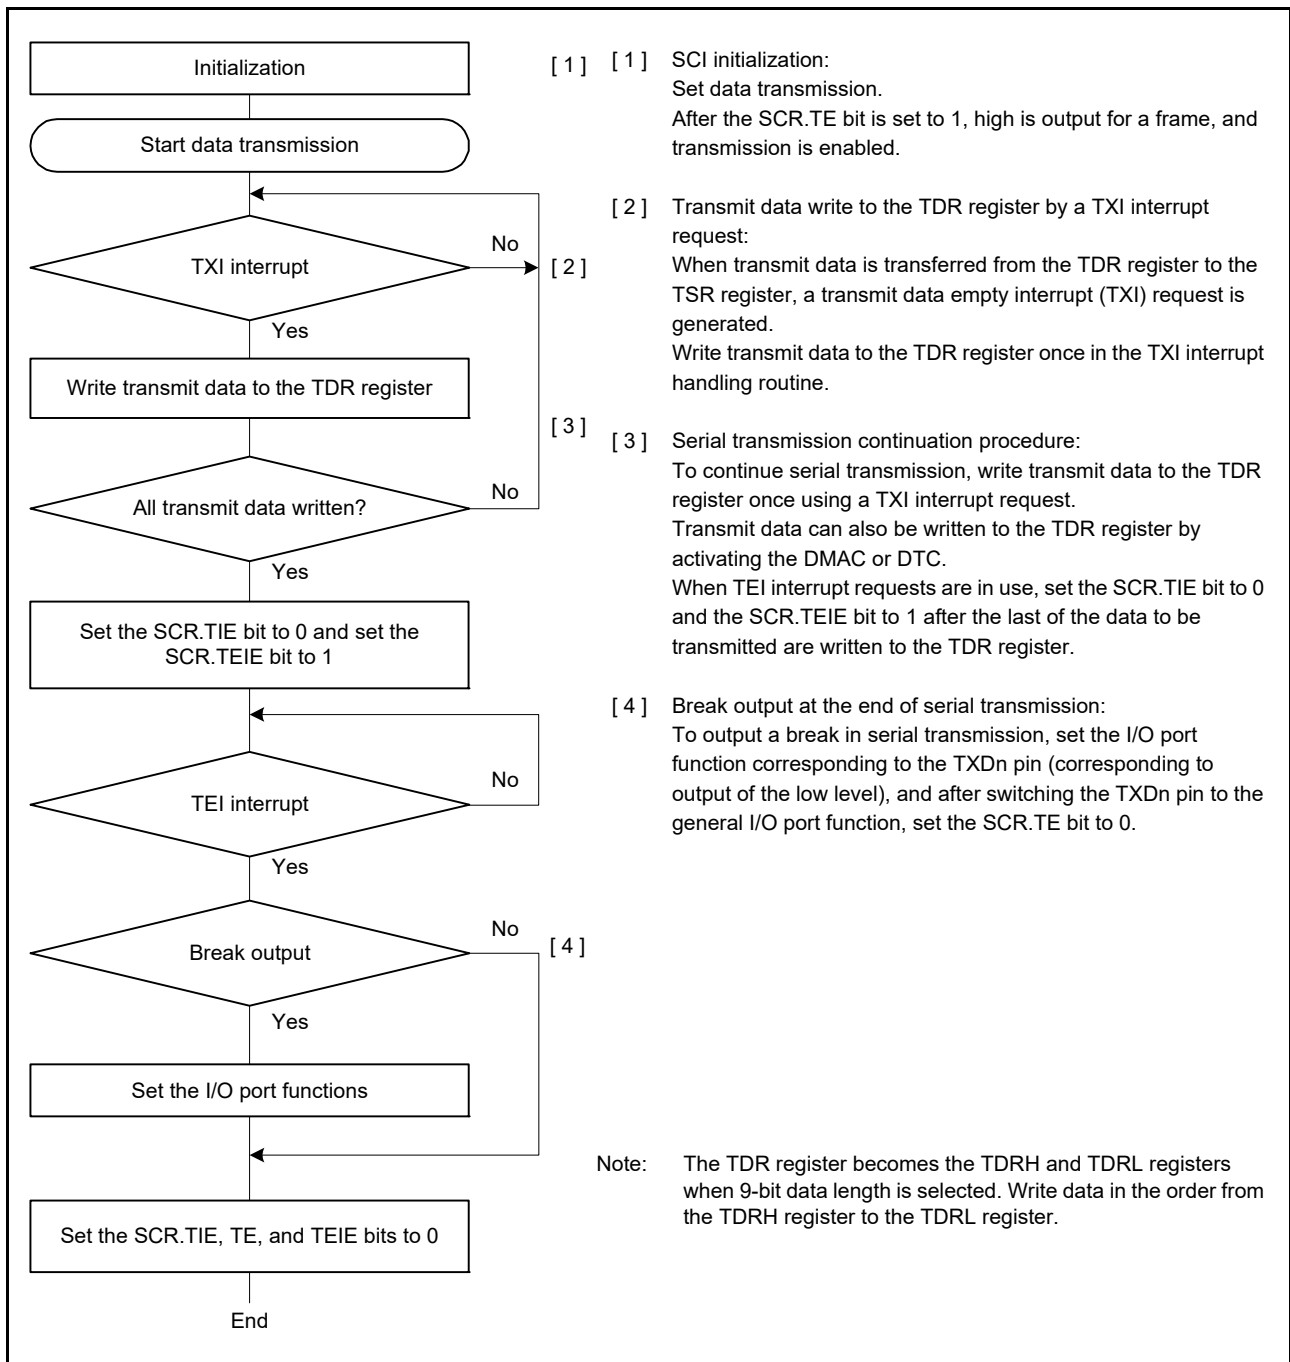 Initialization
[ 1 ]
Start data transmission
TXI interrupt
No
[ 2 ]
Yes
Write transmit data to the TDR register
[ 3 ]
All transmit data written?
No
Yes
Set the SCR.TIE bit to 0 and set the
SCR.TEIE bit to 1
TEI interrupt
No
Yes
Break output
No
[ 4 ]
Yes
Set the I/O port functions
Set the SCR.TIE, TE, and TEIE bits to 0
End
[ 1 ] SCI initialization:
Set data transmission.
After the SCR.TE bit is set to 1, high is output for a frame, and
transmission is enabled.
[ 2 ] Transmit data write to the TDR register by a TXI interrupt
request:
When transmit data is transferred from the TDR register to the
TSR register, a transmit data empty interrupt (TXI) request is
generated.
Write transmit data to the TDR register once in the TXI interrupt
handling routine.
[ 3 ] Serial transmission continuation procedure:
To continue serial transmission, write transmit data to the TDR
register once using a TXI interrupt request.
Transmit data can also be written to the TDR register by
activating the DMAC or DTC.
When TEI interrupt requests are in use, set the SCR.TIE bit to 0
and the SCR.TEIE bit to 1 after the last of the data to be
transmitted are written to the TDR register.
[ 4 ] Break output at the end of serial transmission:
To output a break in serial transmission, set the I/O port
function corresponding to the TXDn pin (corresponding to
output of the low level), and after switching the TXDn pin to the
general I/O port function, set the SCR.TE bit to 0.
Note: The TDR register becomes the TDRH and TDRL registers
when 9-bit data length is selected. Write data in the order from
the TDRH register to the TDRL register.